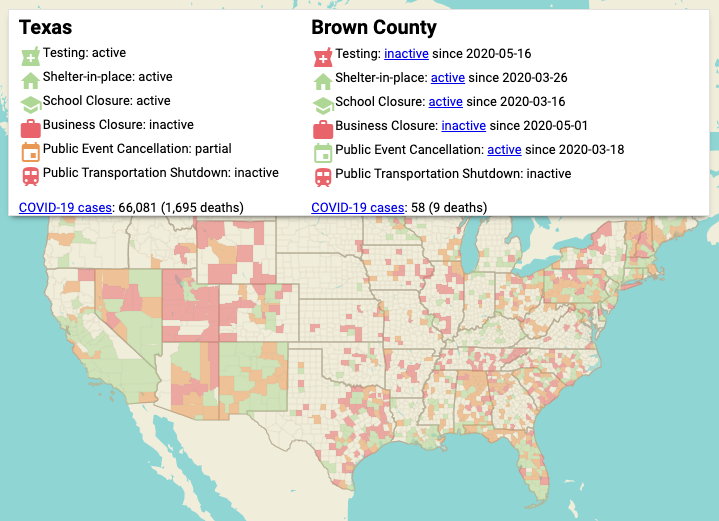 Texas
Testing: active
Shelter-in-place: active
School Closure: active
Business Closure: inactive
Public Event Cancellation: partial
Public Transportation Shutdown: inactive
COVID-19 cases: 66,081 (1,695 deaths)
Brown County
Testing: inactive since 2020-05-16
Shelter-in-place: active since 2020-03-26
School Closure: active since 2020-03-16
Business Closure: inactive since 2020-05-01
Public Event Cancellation: active since 2020-03-18
Public Transportation Shutdown: inactive
COVID-19 cases: 58 (9 deaths)